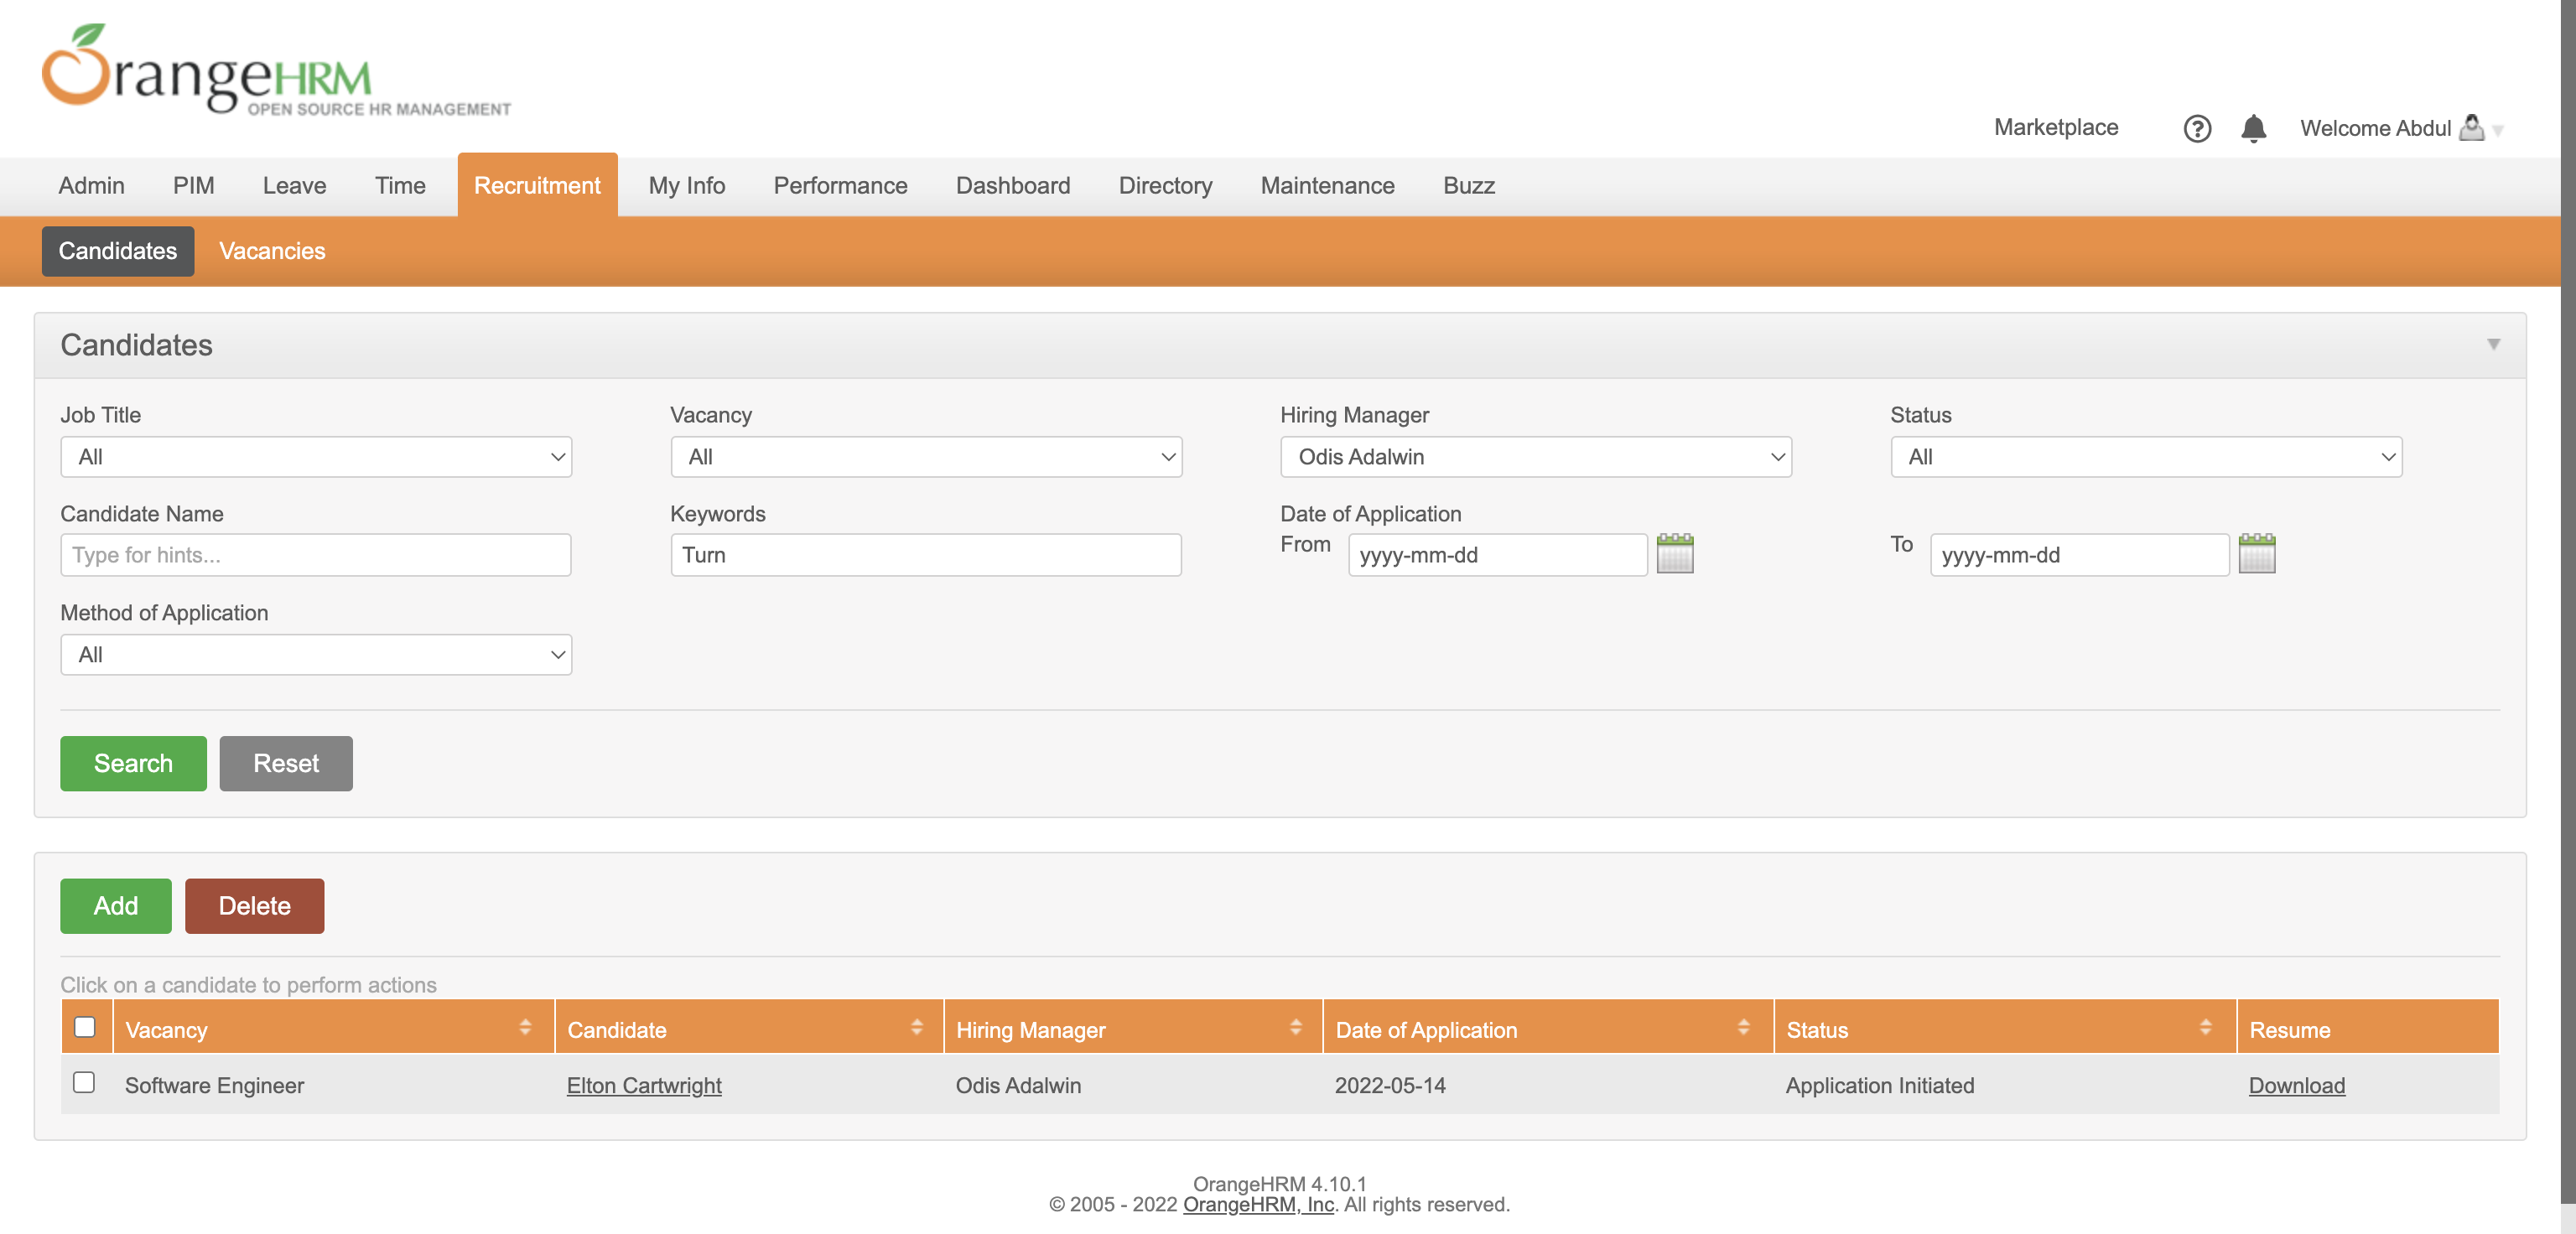 OrangeHRM
OPEN SOURCE HR MANAGEMENT
Marketplace ? Welcome Abdul
Admin PIM Leave Time Recruitment My Info Performance Dashboard Directory Maintenance Buzz
Candidates Vacancies
Candidates
Job Title Vacancy Hiring Manager Status
All All Odis Adalwin All
Candidate Name Keywords Date of Application
Type for hints... Turn From yyyy-mm-dd To yyyy-mm-dd
Method of Application
All
Search Reset
Add Delete
Click on a candidate to perform actions
Vacancy Candidate Hiring Manager Date of Application Status Resume
Software Engineer Elton Cartwright Odis Adalwin 2022-05-14 Application Initiated Download
OrangeHRM 4.10.1
© 2005 - 2022 OrangeHRM, Inc. All rights reserved.